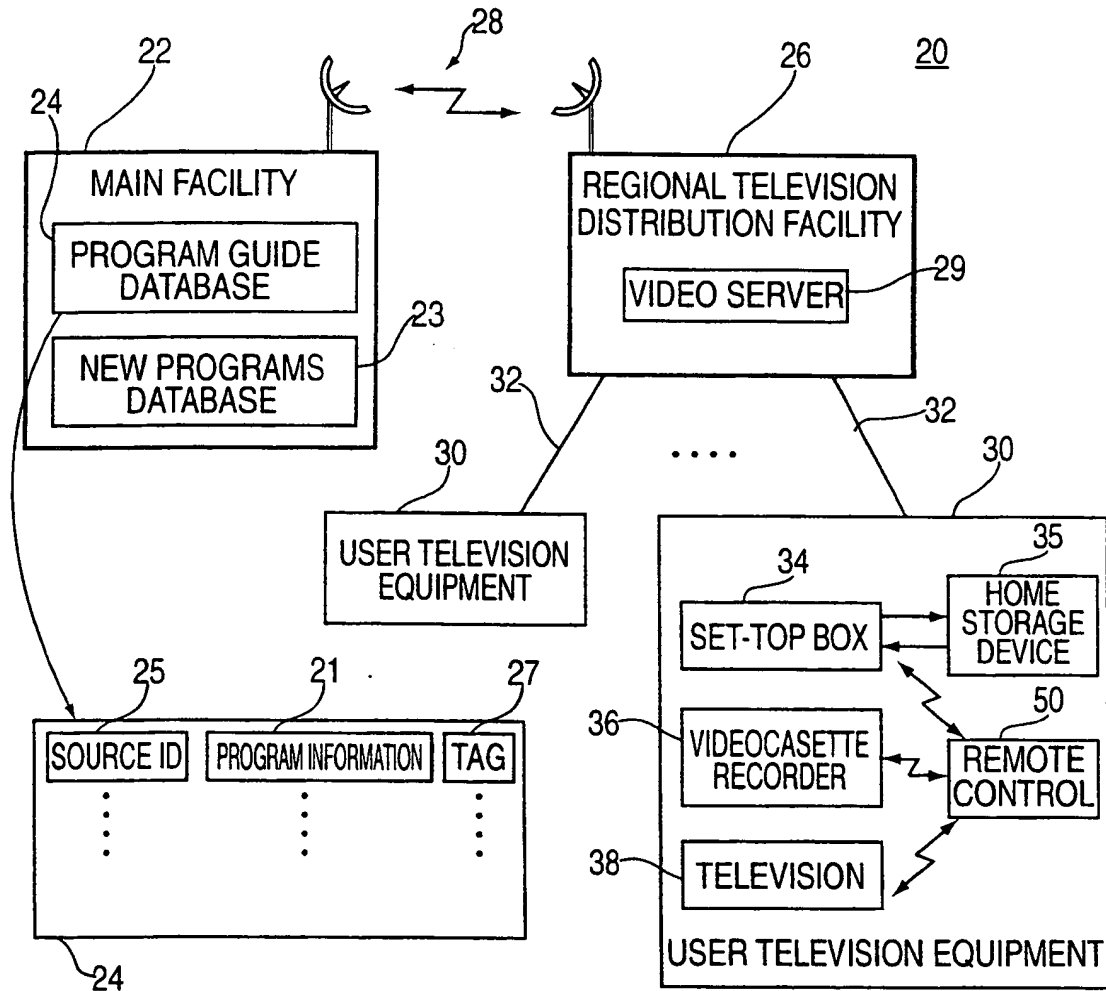 28
20
22
26
24
MAIN FACILITY
PROGRAM GUIDE
DATABASE
23
NEW PROGRAMS
DATABASE
REGIONAL TELEVISION
DISTRIBUTION FACILITY
29
VIDEO SERVER
32
32
30
30
USER TELEVISION
EQUIPMENT
34
35
SET-TOP BOX
HOME
STORAGE
DEVICE
36
VIDEOCASETTE
RECORDER
50
REMOTE
CONTROL
38
TELEVISION
USER TELEVISION EQUIPMENT
25
21
27
SOURCE ID
PROGRAM INFORMATION
TAG
24